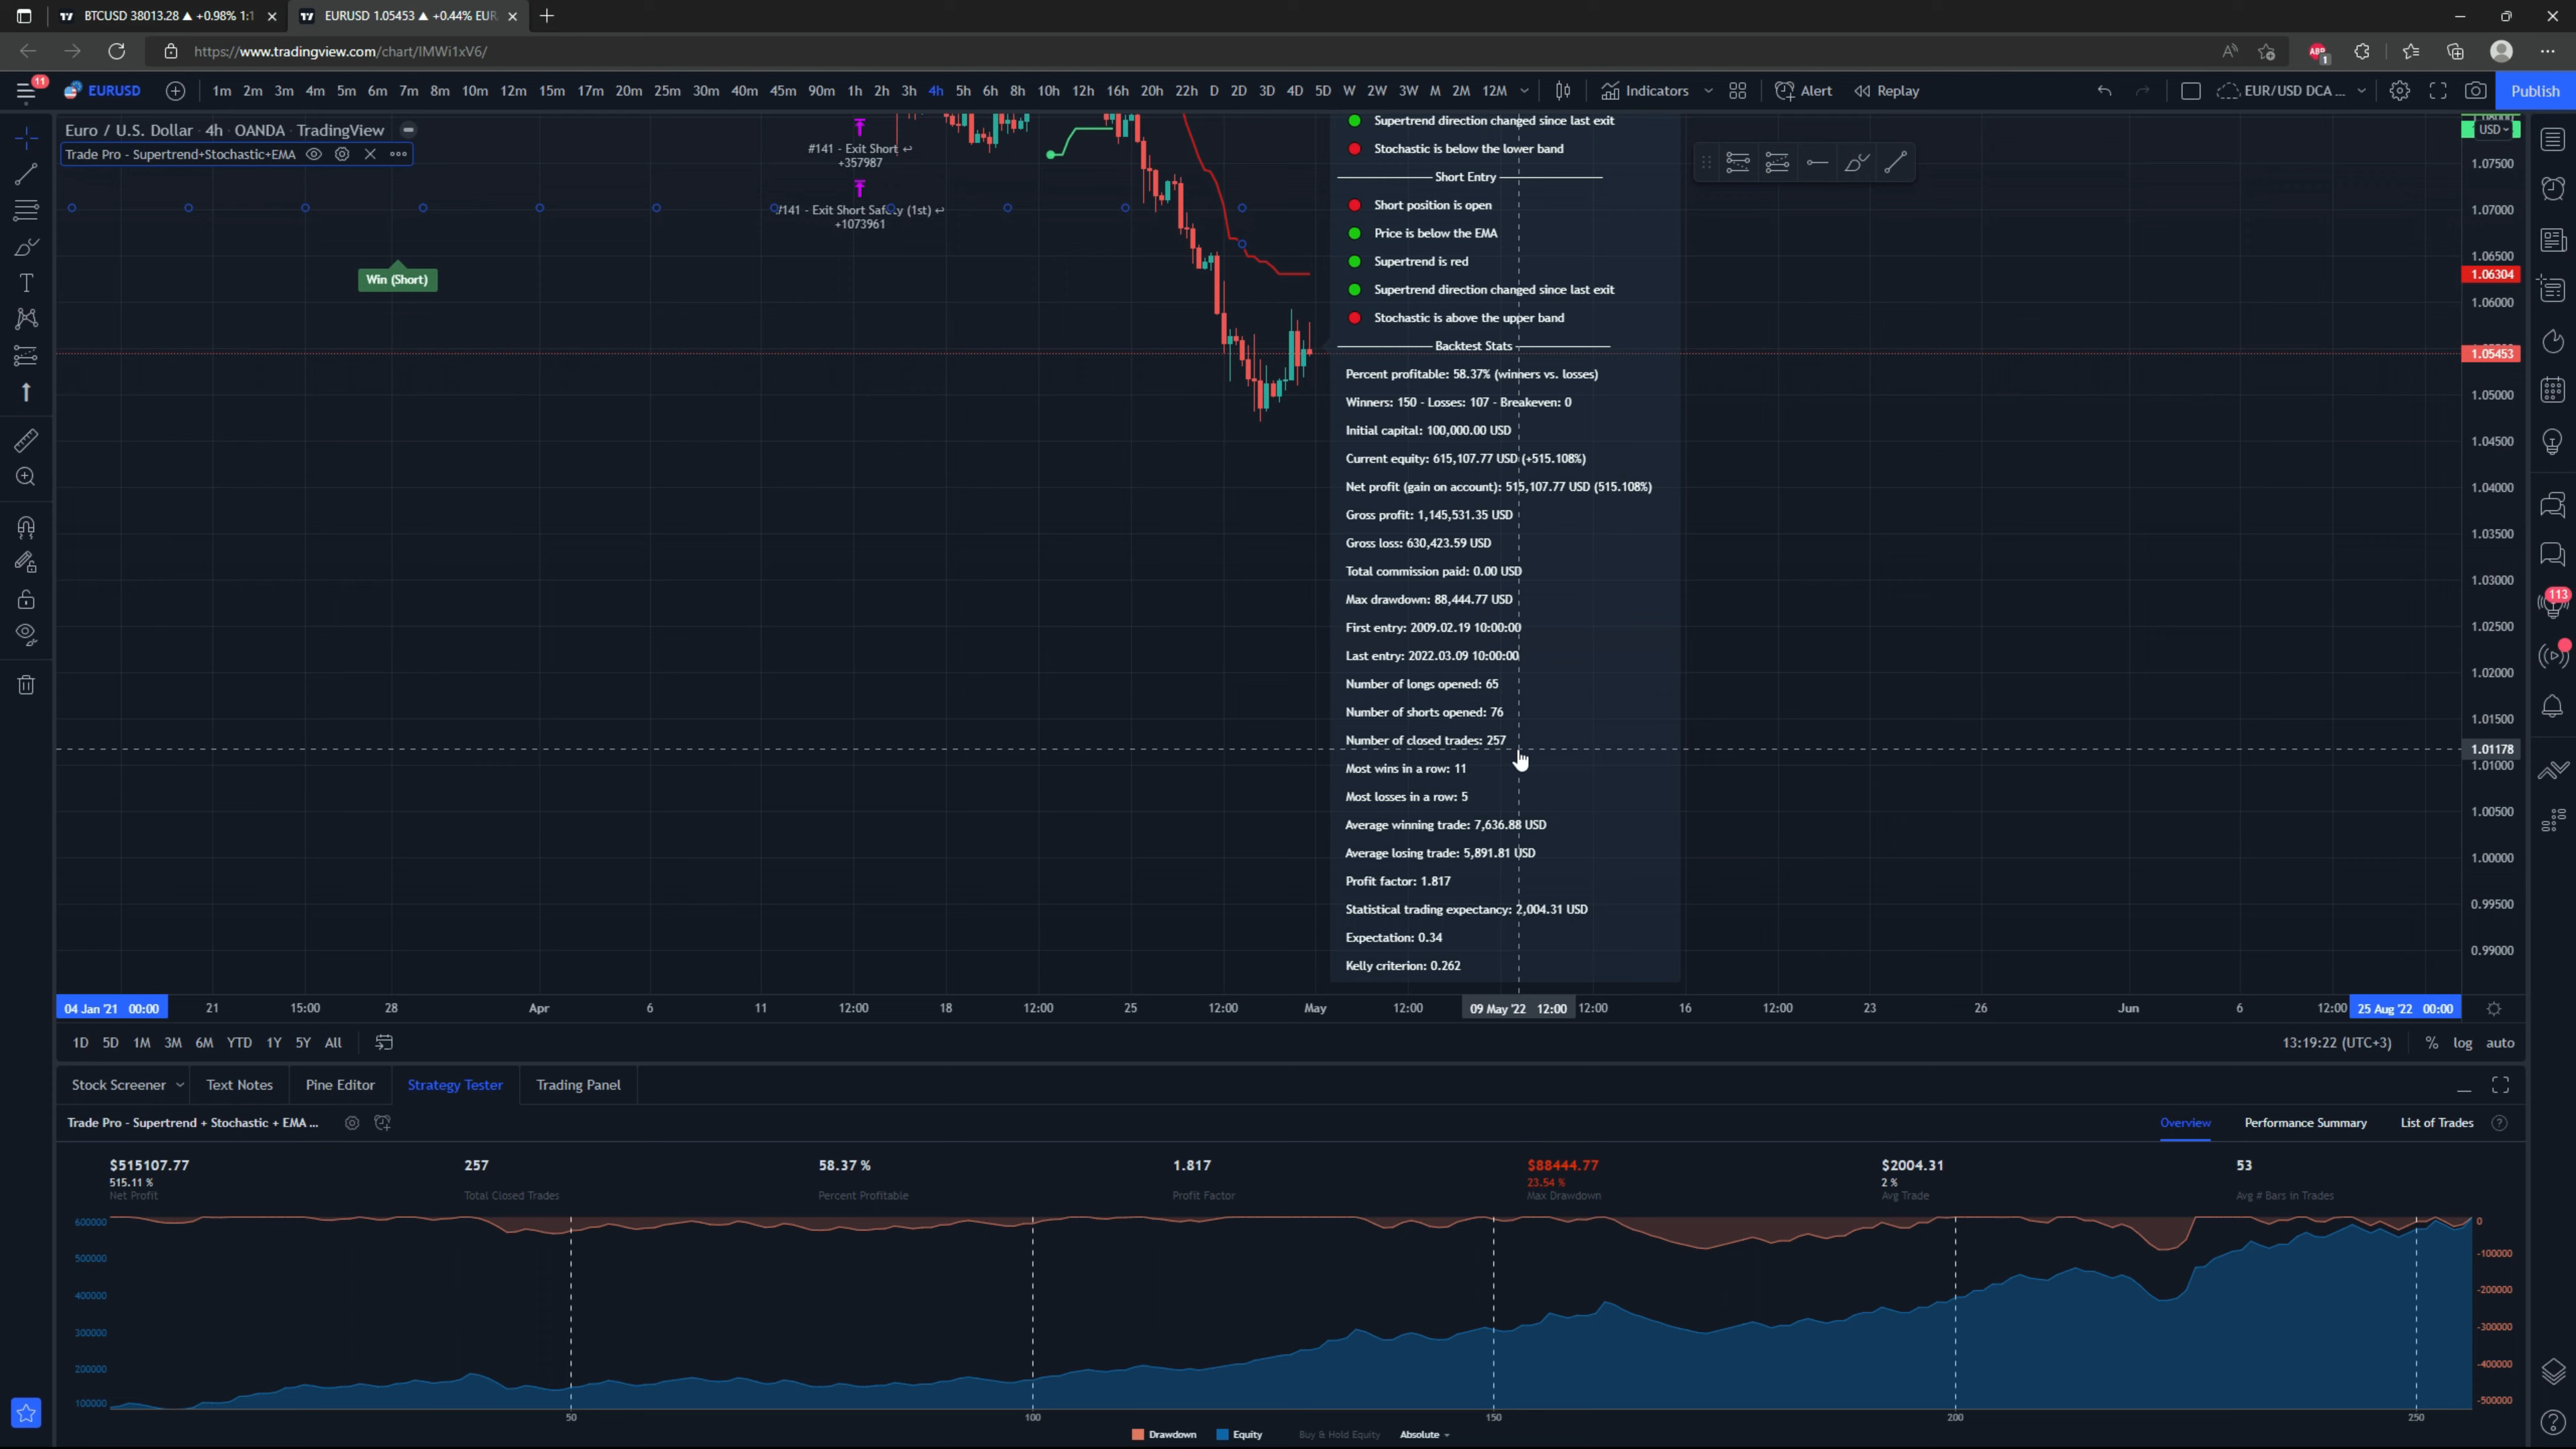 BTCUSD 38013.28 ▲ +0.98% 1:1
EURUSD 1.05453 ▲ +0.44% EUR
https://www.tradingview.com/chart/IMWi1xV6/
ABP 1
11
EURUSD 1m 2m 3m 4m 5m 6m 7m 8m 10m 12m 15m 17m 20m 25m 30m 40m 45m 90m 1h 2h 3h 4h 5h 6h 8h 10h 12h 16h 20h 22h D 2D 3D 4D 5D W 2W 3W M 2M 12M Indicators Alert Replay EUR/USD DCA ... Publish
Euro / U.S. Dollar · 4h · OANDA · TradingView
Trade Pro - Supertrend+Stochastic+EMA
#141 - Exit Short
+357987
#141 - Exit Short Safety (1st)
+1073961
Win (Short)
Supertrend direction changed since last exit
Stochastic is below the lower band
Short Entry
Short position is open
Price is below the EMA
Supertrend is red
Supertrend direction changed since last exit
Stochastic is above the upper band
Backtest Stats
Percent profitable: 58.37% (winners vs. losses)
Winners: 150 - Losses: 107 - Breakeven: 0
Initial capital: 100,000.00 USD
Current equity: 615,107.77 USD (+515.108%)
Net profit (gain on account): 515,107.77 USD (515.108%)
Gross profit: 1,145,531.35 USD
Gross loss: 630,423.59 USD
Total commission paid: 0.00 USD
Max drawdown: 88,444.77 USD
First entry: 2009.02.19 10:00:00
Last entry: 2022.03.09 10:00:00
Number of longs opened: 65
Number of shorts opened: 76
Number of closed trades: 257
Most wins in a row: 11
Most losses in a row: 5
Average winning trade: 7,636.88 USD
Average losing trade: 5,891.81 USD
Profit factor: 1.817
Statistical trading expectancy: 2,004.31 USD
Expectation: 0.34
Kelly criterion: 0.262
USD
1.07500
1.07000
1.06500
1.06304
1.06000
1.05453
1.05000
1.04500
1.04000
1.03500
1.03000
1.02500
1.02000
1.01500
1.01178
1.01000
1.00500
1.00000
0.99500
0.99000
113
04 Jan '21 00:00 21 15:00 28 Apr 6 11 12:00 18 12:00 25 12:00 May 12:00 09 May '22 12:00 12:00 16 12:00 23 26 Jun 6 12:00 25 Aug '22 00:00
1D 5D 1M 3M 6M YTD 1Y 5Y All 13:19:22 (UTC+3) % log auto
Stock Screener Text Notes Pine Editor Strategy Tester Trading Panel
Trade Pro - Supertrend + Stochastic + EMA ... Overview Performance Summary List of Trades
$515107.77 257 58.37 % 1.817 $88444.77 $2004.31 53
515.11 % 23.54 % 2 %
Net Profit Total Closed Trades Percent Profitable Profit Factor Max Drawdown Avg Trade Avg # Bars in Trades
600000 0
500000 -100000
400000 -200000
300000 -300000
200000 -400000
100000 -500000
50 100 150 200 250
Drawdown Equity Buy & Hold Equity Absolute